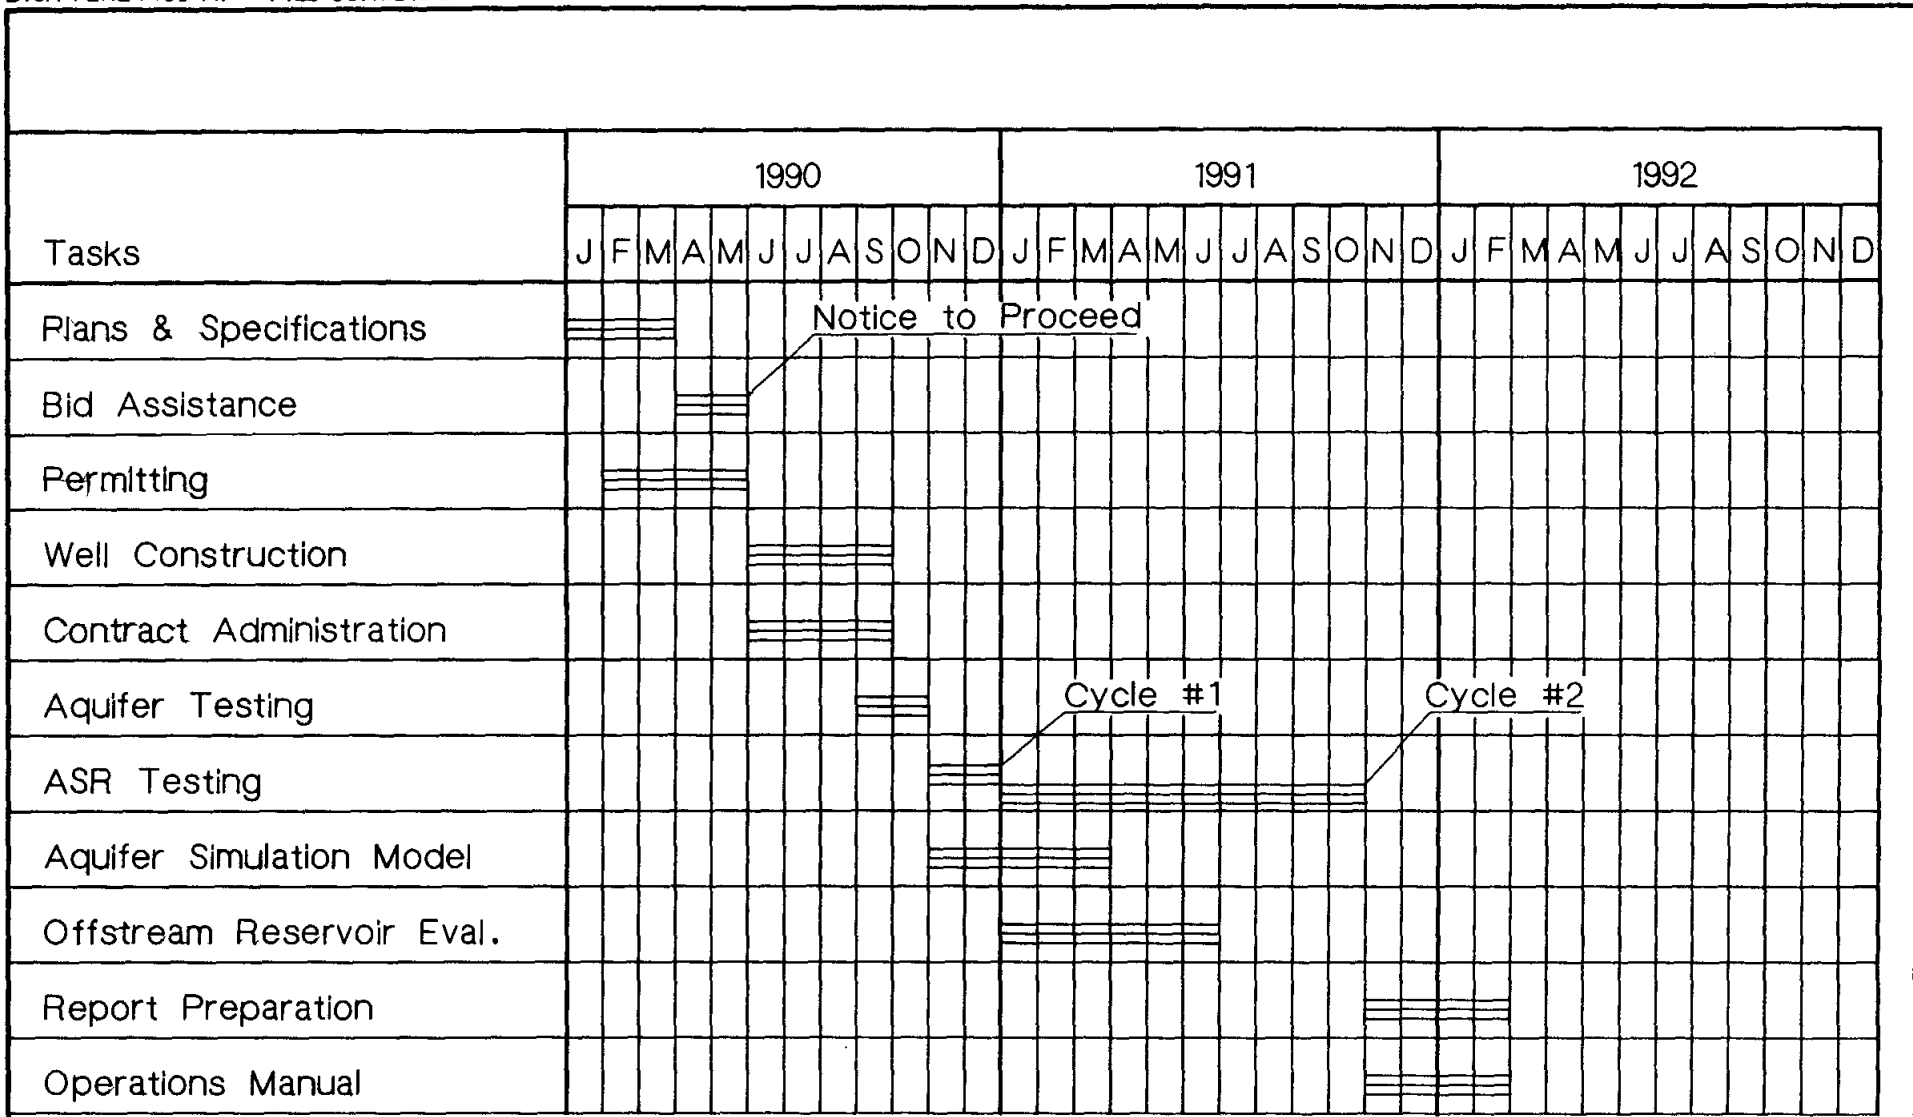 1990 1991 1992
Tasks J F M A M J J A S O N D J F M A M J J A S O N D J F M A M J J A S O N D
Plans & Specifications Notice to Proceed
Bid Assistance
Permitting
Well Construction
Contract Administration
Aquifer Testing Cycle #1 Cycle #2
ASR Testing
Aquifer Simulation Model
Offstream Reservoir Eval.
Report Preparation
Operations Manual